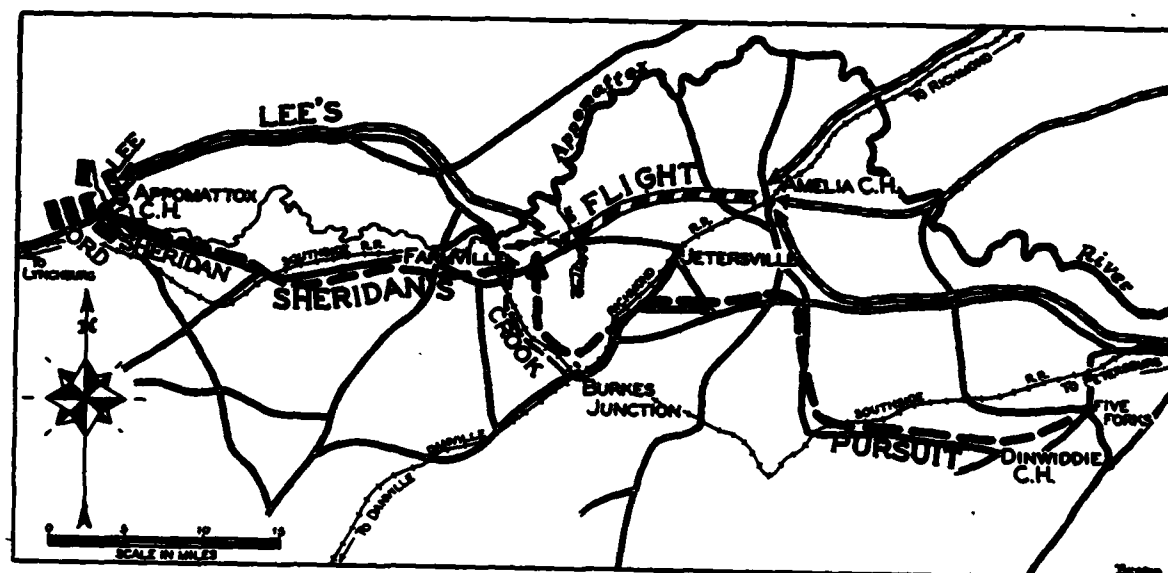 LEE'S
FLIGHT
Appomattox
TO RICHMOND
LEE
APPOMATTOX
C.H.
ORD
SHERIDAN
TO
LYNCHBURG
SOUTHSIDE R.R.
FARMVILLE
SHERIDAN'S
CROOK
AMELIA C.H.
R.R.
JETERSVILLE
RICHMOND
River
BURKES
JUNCTION
DANVILLE
TO DANVILLE
SOUTHSIDE R.R.
TO PETERSBURG
FIVE
FORKS
PURSUIT
DINWIDDIE
C.H.
0 5 10 15
SCALE IN MILES